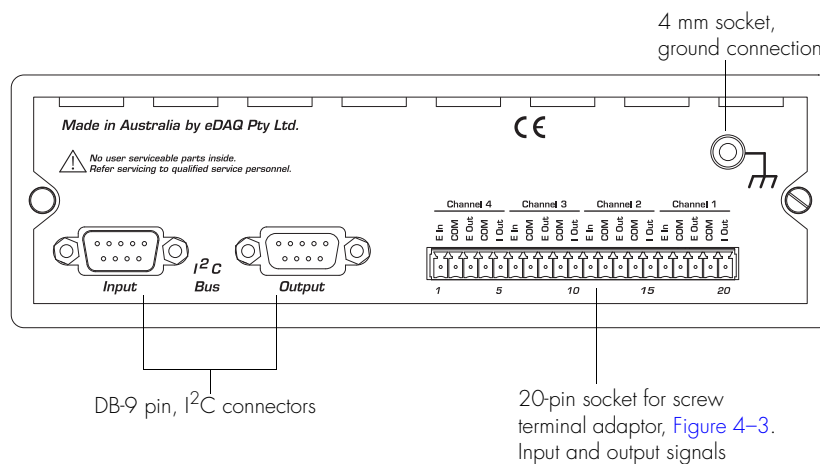 4 mm socket,
ground connection
Made in Australia by eDAQ Pty Ltd.
CE
No user serviceable parts inside.
Refer servicing to qualified service personnel.
Channel 4 Channel 3 Channel 2 Channel 1
E In COM E Out COM I Out E In COM E Out COM I Out E In COM E Out COM I Out E In COM E Out COM I Out
I2C
Bus
Input Output
1 5 10 15 20
DB-9 pin, I2C connectors
20-pin socket for screw
terminal adaptor, Figure 4–3.
Input and output signals